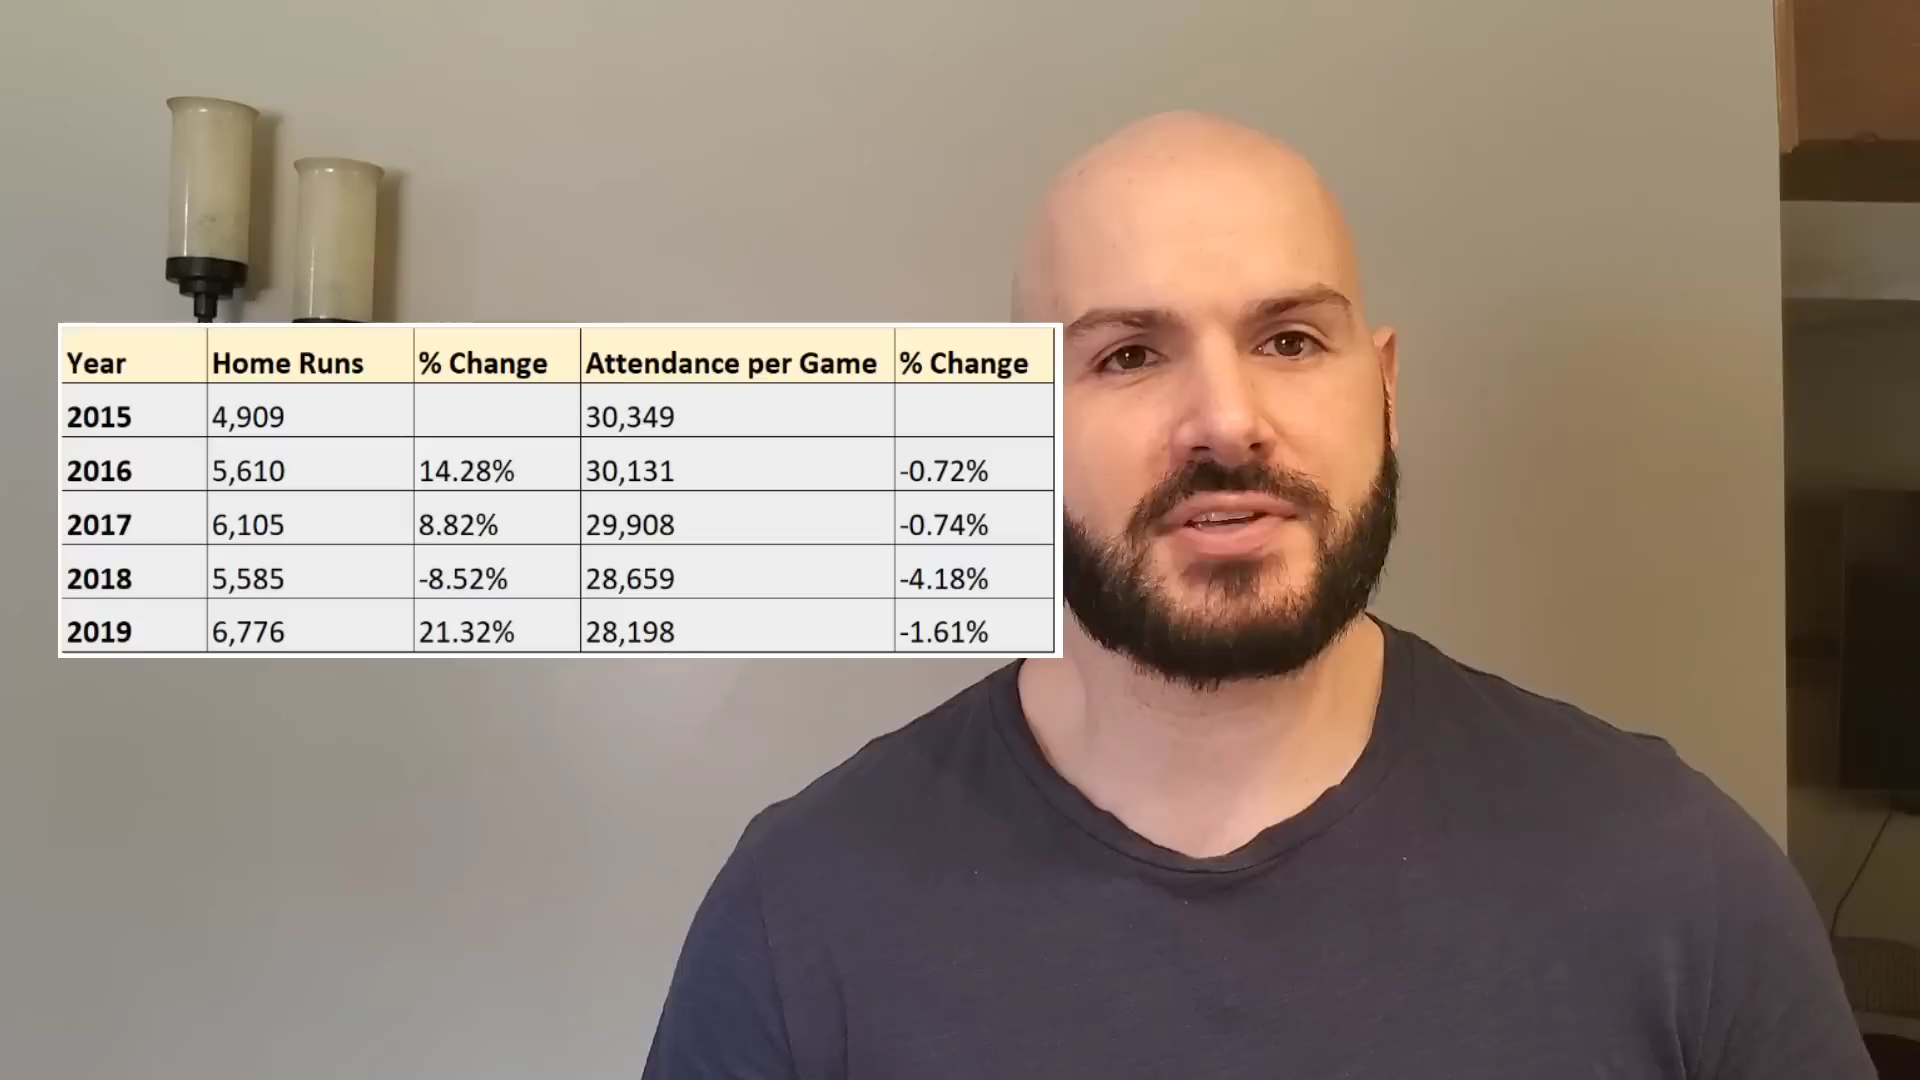 Year Home Runs % Change Attendance per Game % Change
2015 4,909 30,349
2016 5,610 14.28% 30,131 -0.72%
2017 6,105 8.82% 29,908 -0.74%
2018 5,585 -8.52% 28,659 -4.18%
2019 6,776 21.32% 28,198 -1.61%